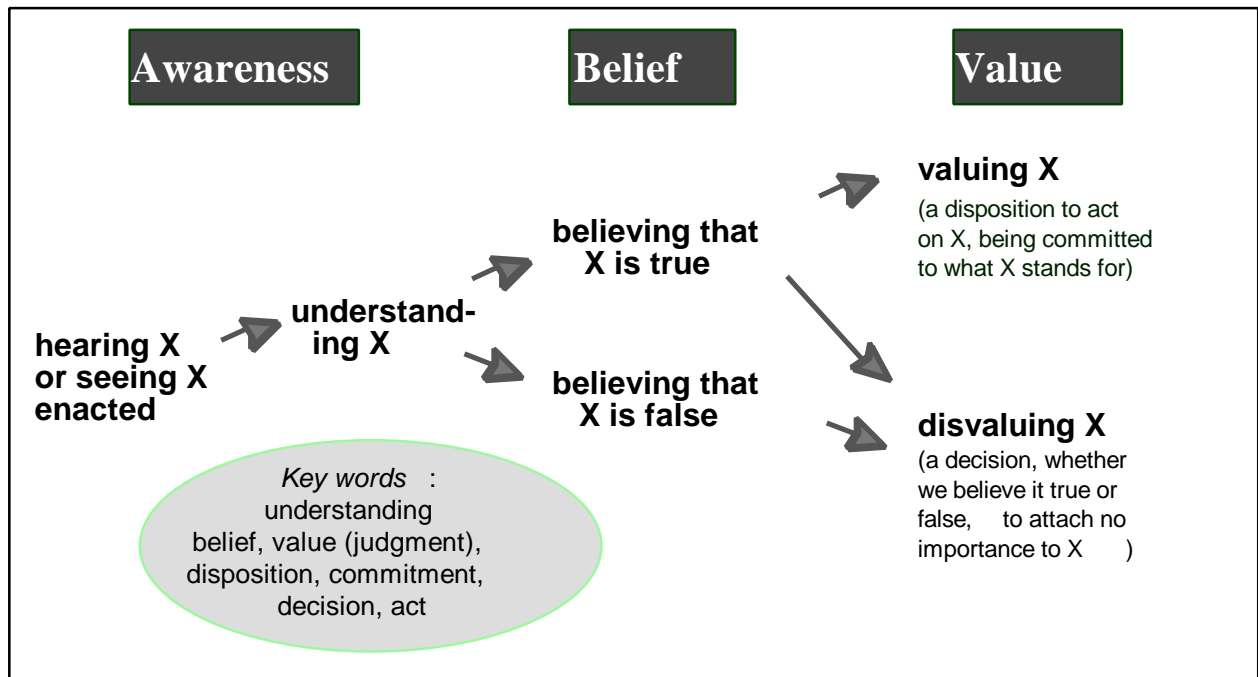 Awareness
Belief
Value
hearing X
or seeing X
enacted
understand-
ing X
believing that
X is true
believing that
X is false
valuing X
(a disposition to act
on X, being committed
to what X stands for)
disvaluing X
(a decision, whether
we believe it true or
false, to attach no
importance to X )
Key words :
understanding
belief, value (judgment),
disposition, commitment,
decision, act